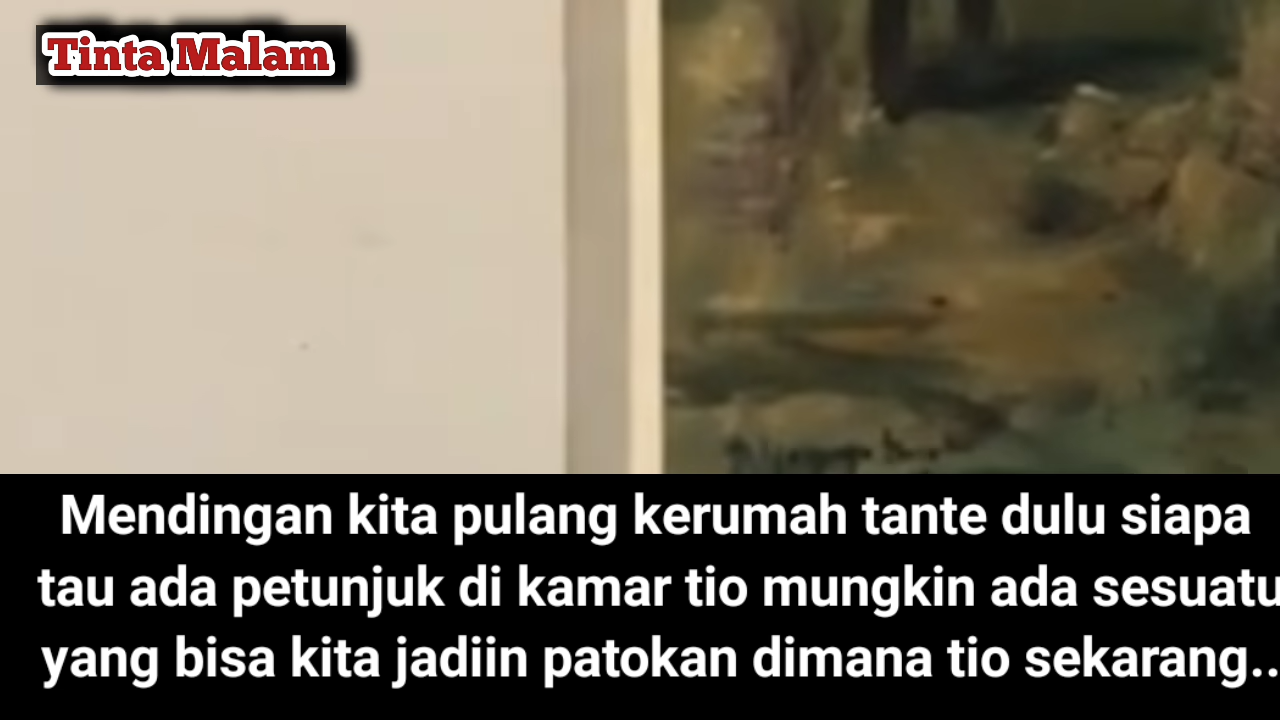 Tinta Malam
Mendingan kita pulang kerumah tante dulu siapa
tau ada petunjuk di kamar tio mungkin ada sesuatu
yang bisa kita jadiin patokan dimana tio sekarang..